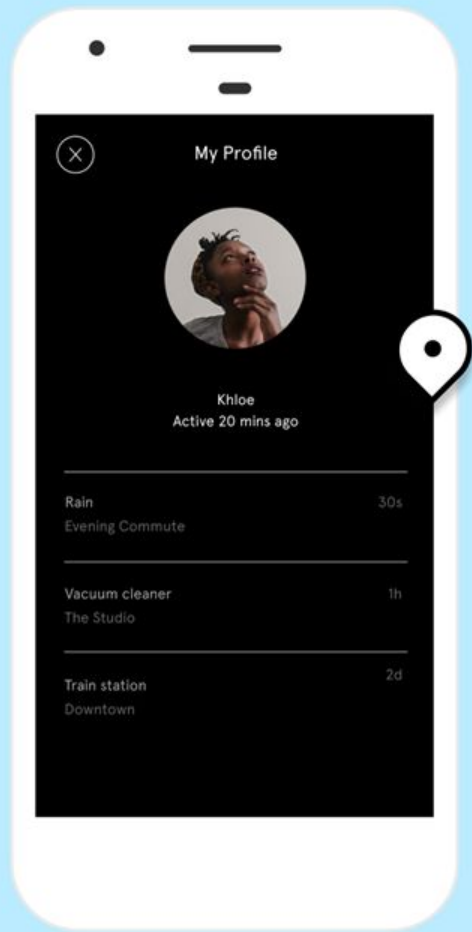 My Profile
Khloe
Active 20 mins ago
Rain 30s
Evening Commute
Vacuum cleaner 1h
The Studio
Train station 2d
Downtown